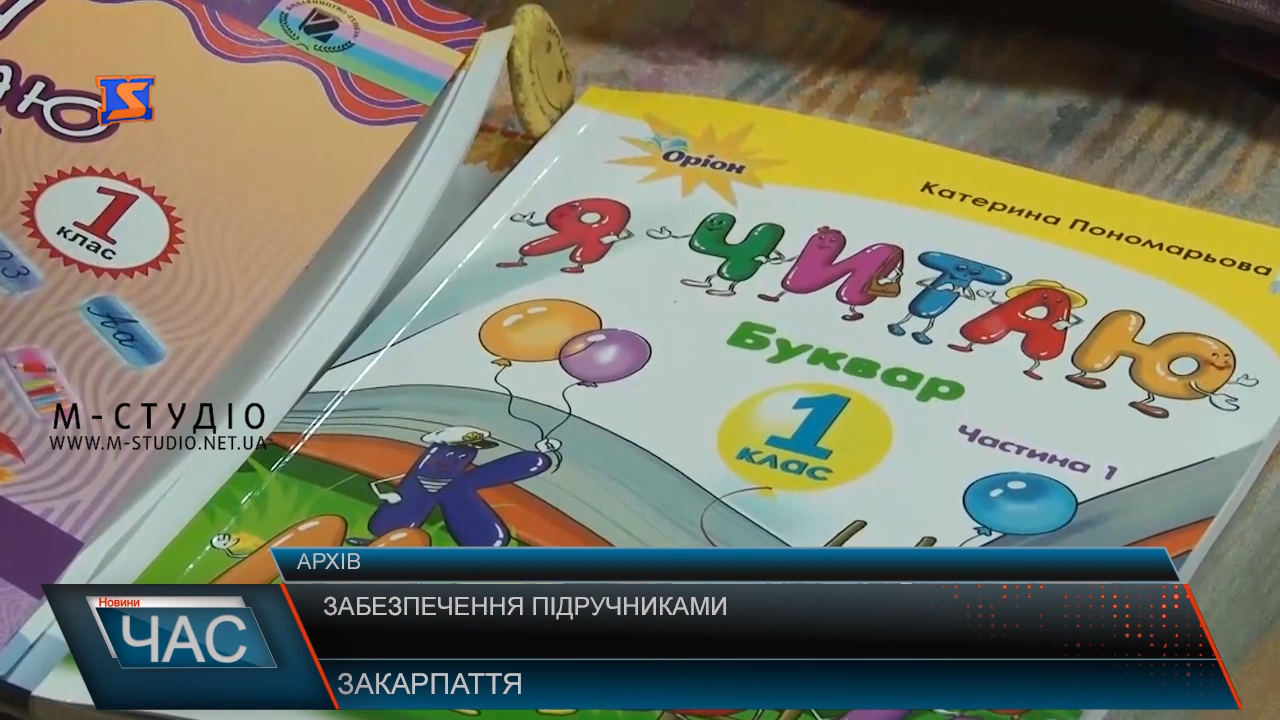 1
клас
Аа
М-СТУДІО
WWW.M-STUDIO.NET.UA
Оріон
Катерина Пономарьова
Я ЧИТАЮ
Буквар
1
клас
Частина 1
АРХІВ
Новини
ЧАС
ЗАБЕЗПЕЧЕННЯ ПІДРУЧНИКАМИ
ЗАКАРПАТТЯ